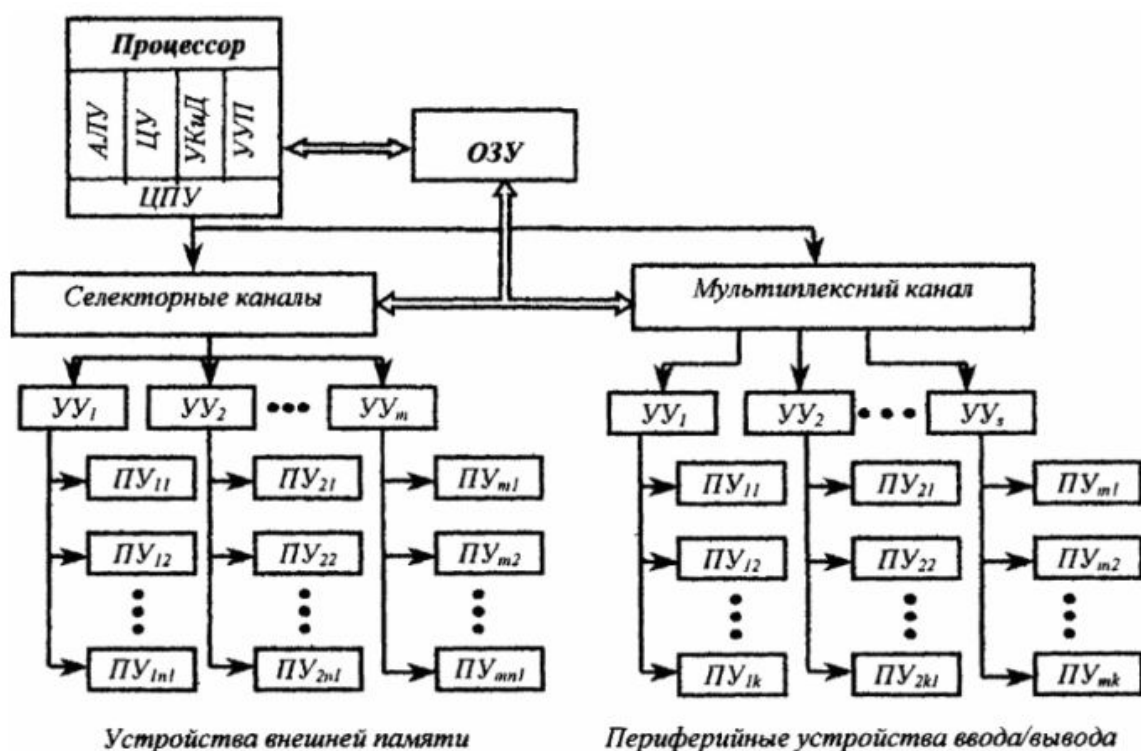 Процессор
АЛУ ЦУ УКиД УУП
ЦПУ
ОЗУ
Селекторные каналы
Мультиплексний канал
УУ₁ УУ₂ УУₘ
УУ₁ УУ₂ УУₛ
ПУ₁₁ ПУ₂₁ ПУₘ₁
ПУ₁₁ ПУ₂₁ ПУₘ₁
ПУ₁₂ ПУ₂₂ ПУₘ₂
ПУ₁₂ ПУ₂₂ ПУₘ₂
ПУ₁ₙ₁ ПУ₂ₙ₁ ПУₘₙ₁
ПУ₁ₖ ПУ₂ₖ₁ ПУₘₖ
Устройства внешней памяти
Периферийные устройства ввода/вывода